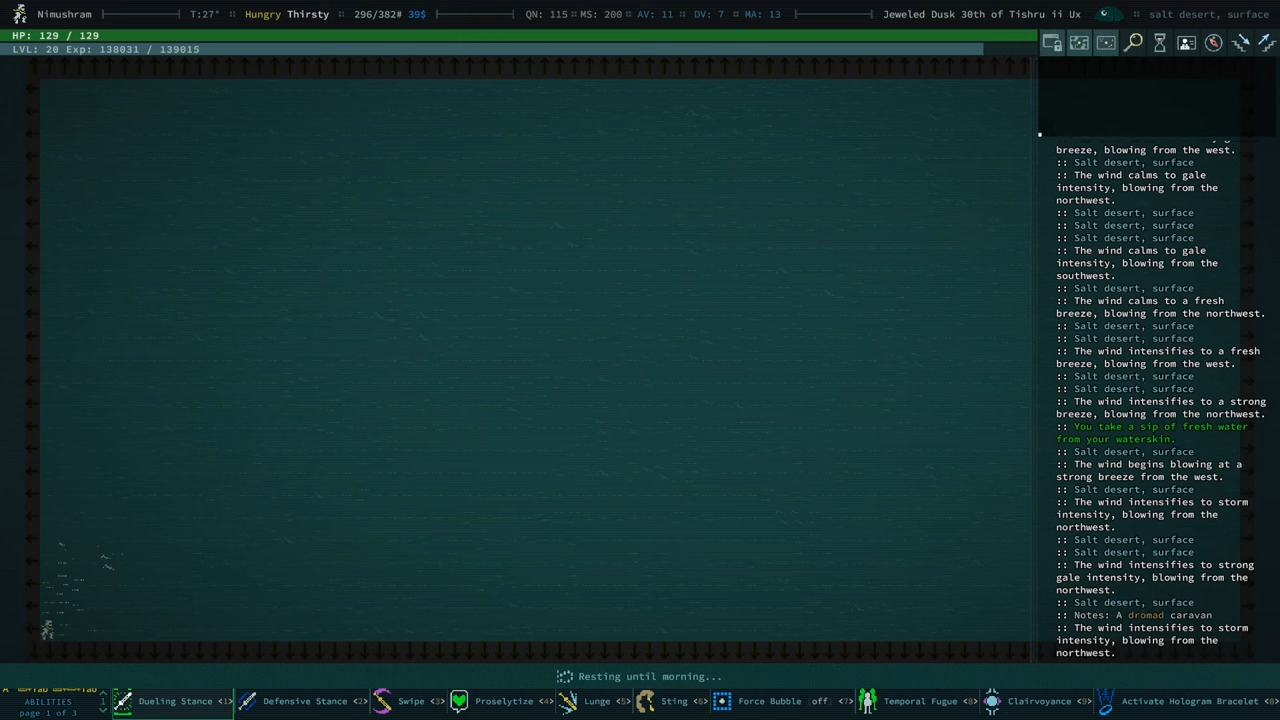 Nimushram T:27° :: Hungry Thirsty :: 296/382# 39$ QN: 115 :: MS: 200 :: AV: 11 :: DV: 7 :: MA: 13 Jeweled Dusk 30th of Tishru ii Ux salt desert, surface
HP: 129 / 129
LVL: 20 Exp: 138031 / 139015
breeze, blowing from the west.
:: Salt desert, surface
:: The wind calms to gale
intensity, blowing from the
northwest.
:: Salt desert, surface
:: Salt desert, surface
:: Salt desert, surface
:: The wind calms to gale
intensity, blowing from the
southwest.
:: Salt desert, surface
:: The wind calms to a fresh
breeze, blowing from the northwest.
:: Salt desert, surface
:: Salt desert, surface
:: The wind intensifies to a fresh
breeze, blowing from the west.
:: Salt desert, surface
:: Salt desert, surface
:: The wind intensifies to a strong
breeze, blowing from the northwest.
:: You take a sip of fresh water
from your waterskin.
:: Salt desert, surface
:: The wind begins blowing at a
strong breeze from the west.
:: Salt desert, surface
:: The wind intensifies to storm
intensity, blowing from the
northwest.
:: Salt desert, surface
:: Salt desert, surface
:: The wind intensifies to strong
gale intensity, blowing from the
northwest.
:: Salt desert, surface
:: Notes: A dromad caravan
:: The wind intensifies to storm
intensity, blowing from the
northwest.
Resting until morning...
ABILITIES
page 1 of 3
1
Dueling Stance <1> Defensive Stance <2> Swipe <3> Proselytize <4> Lunge <5> Sting <6> Force Bubble [off] <7> Temporal Fugue <8> Clairvoyance <9> Activate Hologram Bracelet <0>